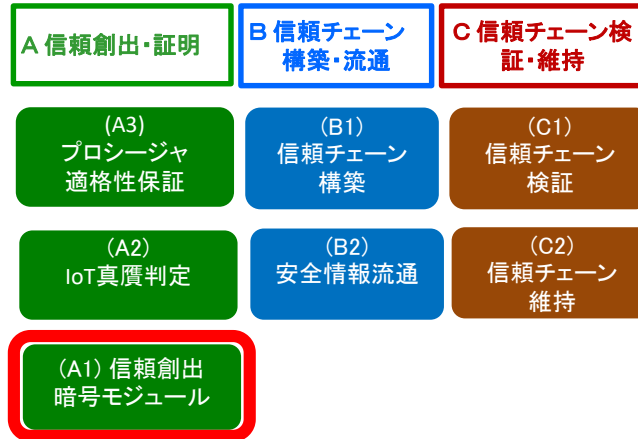 A 信頼創出・証明
B 信頼チェーン
構築・流通
C 信頼チェーン検
証・維持
(A3)
プロシージャ
適格性保証
(B1)
信頼チェーン
構築
(C1)
信頼チェーン
検証
(A2)
IoT真贋判定
(B2)
安全情報流通
(C2)
信頼チェーン
維持
(A1) 信頼創出
暗号モジュール